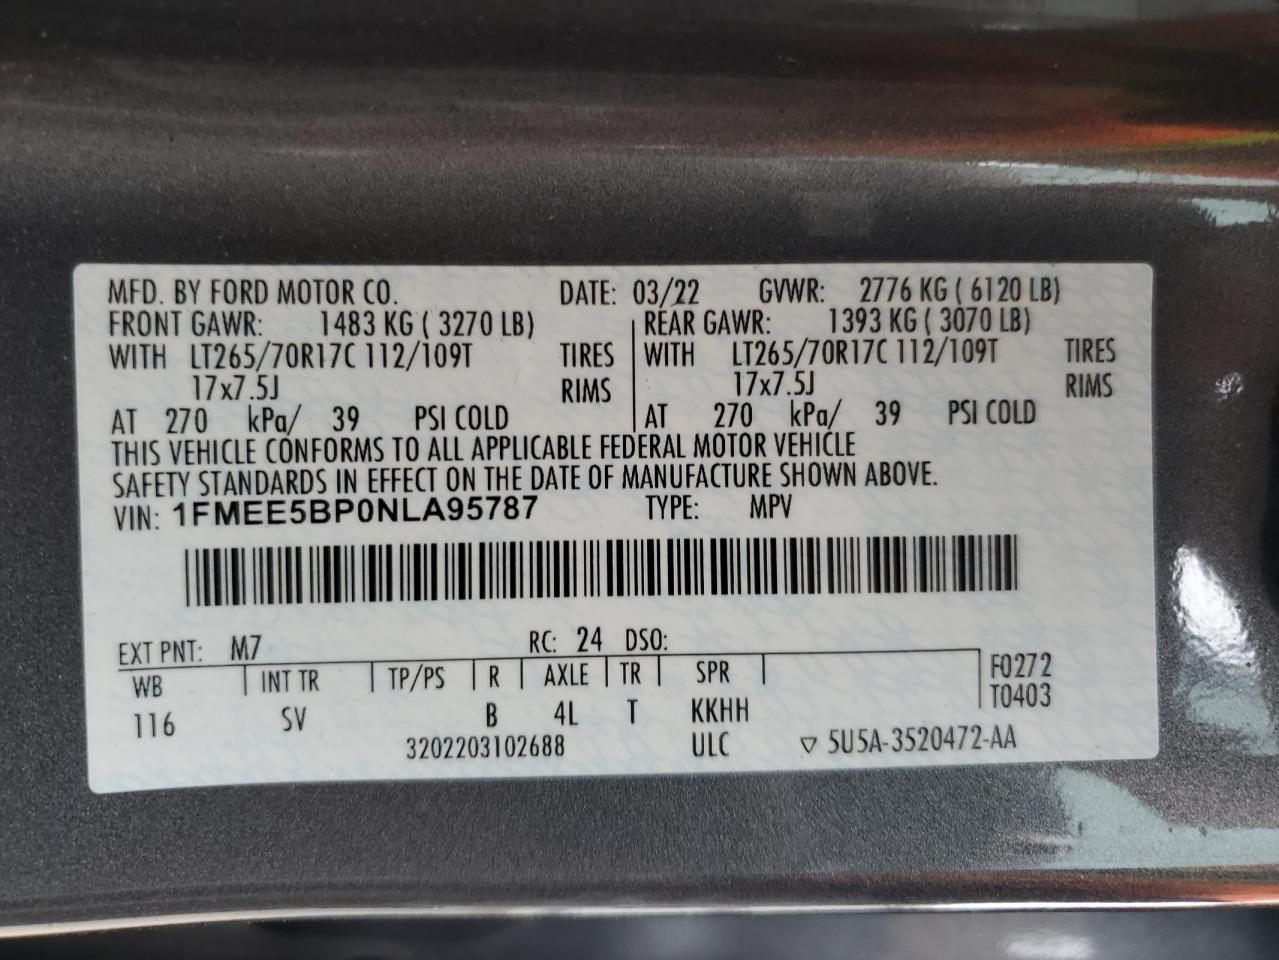 MFD. BY FORD MOTOR CO. DATE: 03/22 GVWR: 2776 KG ( 6120 LB)
FRONT GAWR: 1483 KG ( 3270 LB) REAR GAWR: 1393 KG ( 3070 LB)
WITH LT265/70R17C 112/109T TIRES WITH LT265/70R17C 112/109T TIRES
17x7.5J RIMS 17x7.5J RIMS
AT 270 kPa/ 39 PSI COLD AT 270 kPa/ 39 PSI COLD
THIS VEHICLE CONFORMS TO ALL APPLICABLE FEDERAL MOTOR VEHICLE
SAFETY STANDARDS IN EFFECT ON THE DATE OF MANUFACTURE SHOWN ABOVE.
VIN: 1FMEE5BP0NLA95787 TYPE: MPV
EXT PNT: M7 RC: 24 DSO:
WB INT TR TP/PS R AXLE TR SPR F0272
116 SV B 4L T KKHH T0403
3202203102688 ULC ▽ 5U5A-3520472-AA